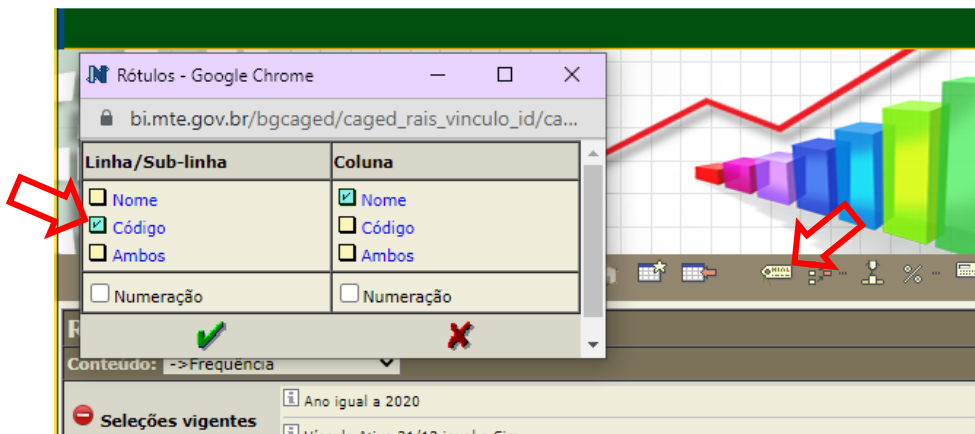 Rótulos - Google Chrome
bi.mte.gov.br/bgcaged/caged_rais_vinculo_id/ca...
Linha/Sub-linha Coluna
Nome Nome
Código Código
Ambos Ambos
Numeração Numeração
%
Conteúdo: ->Frequência
Seleções vigentes
Ano igual a 2020